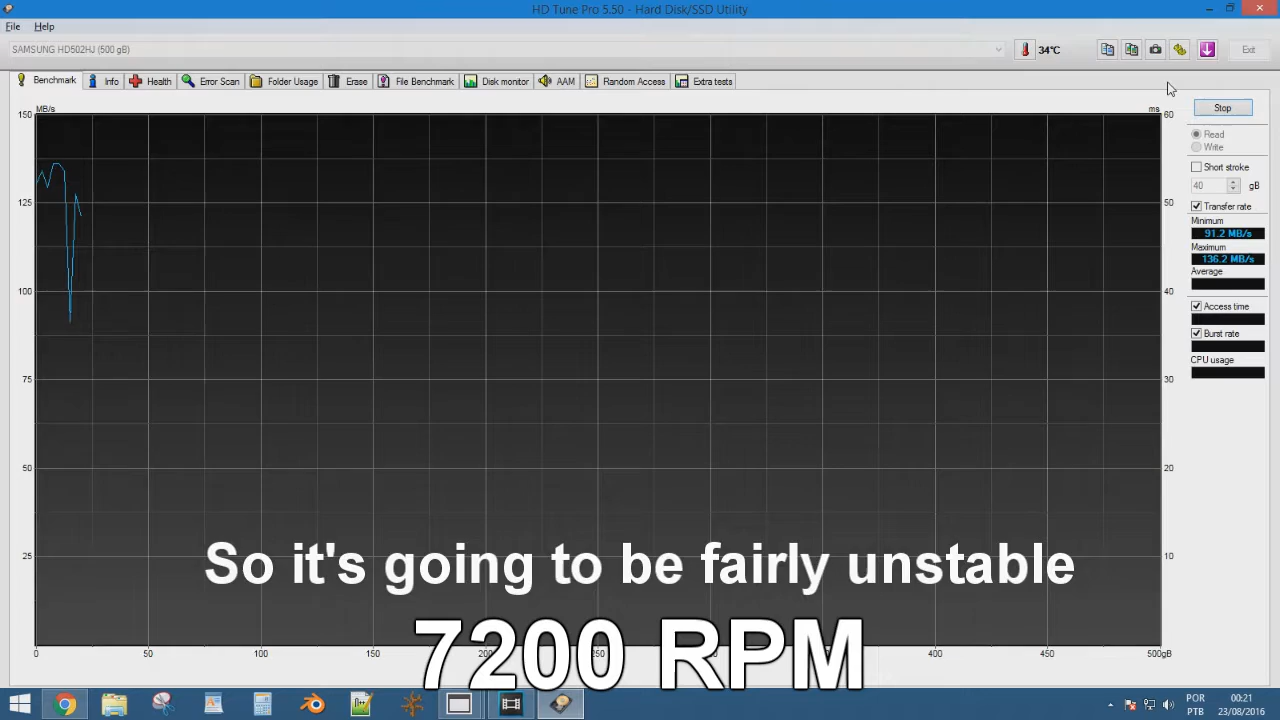 HD Tune Pro 5.50 - Hard Disk/SSD Utility
File Help
SAMSUNG HD502HJ (500 gB)
34°C
Exit
Benchmark Info Health Error Scan Folder Usage Erase File Benchmark Disk monitor AAM Random Access Extra tests
MB/s
ms
150
125
100
75
50
25
60
50
40
30
20
10
0 50 100 150 200 250 300 350 400 450 500gB
Stop
Read
Write
Short stroke
40 gB
Transfer rate
Minimum
91.2 MB/s
Maximum
136.2 MB/s
Average
Access time
Burst rate
CPU usage
So it's going to be fairly unstable
7200 RPM
POR
PTB
00:21
23/08/2016